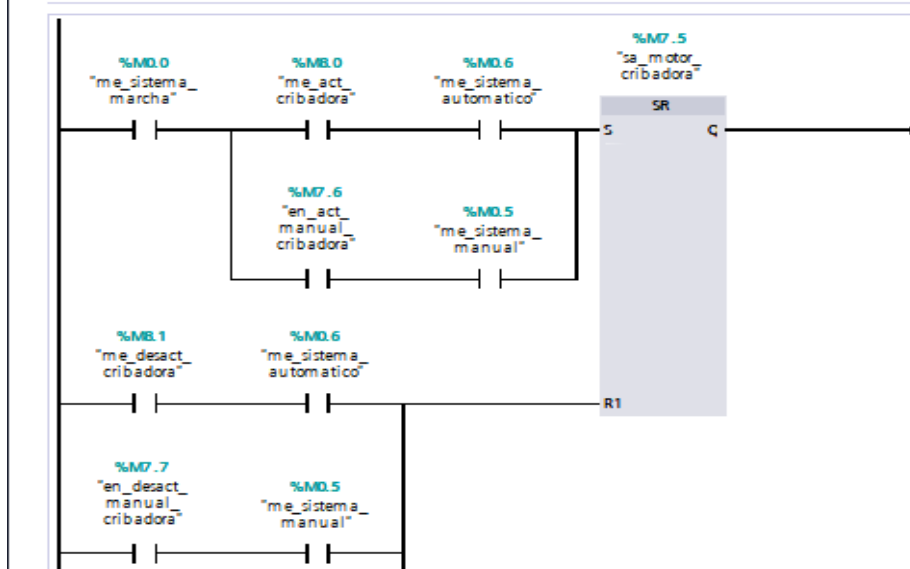 %M7.5
"sa_motor_
cribadora"
%M0.0
"me_sistema_
marcha"
%M8.0
"me_act_
cribadora"
%M0.6
"me_sistema_
automatico"
SR
S
Q
%M7.6
"en_act_
manual_
cribadora"
%M0.5
"me_sistema_
manual"
%M8.1
"me_desact_
cribadora"
%M0.6
"me_sistema_
automatico"
R1
%M7.7
"en_desact_
manual_
cribadora"
%M0.5
"me_sistema_
manual"